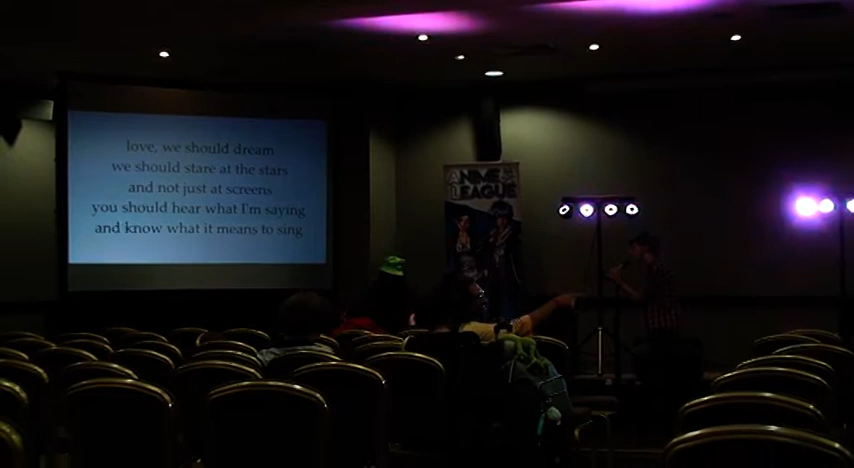 love, we should dream
we should stare at the stars
and not just at screens
you should hear what I'm saying
and know what it means to sing
ANIME
LEAGUE